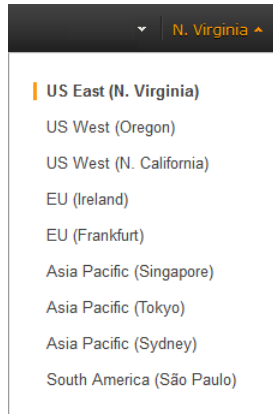 N. Virginia
US East (N. Virginia)
US West (Oregon)
US West (N. California)
EU (Ireland)
EU (Frankfurt)
Asia Pacific (Singapore)
Asia Pacific (Tokyo)
Asia Pacific (Sydney)
South America (São Paulo)